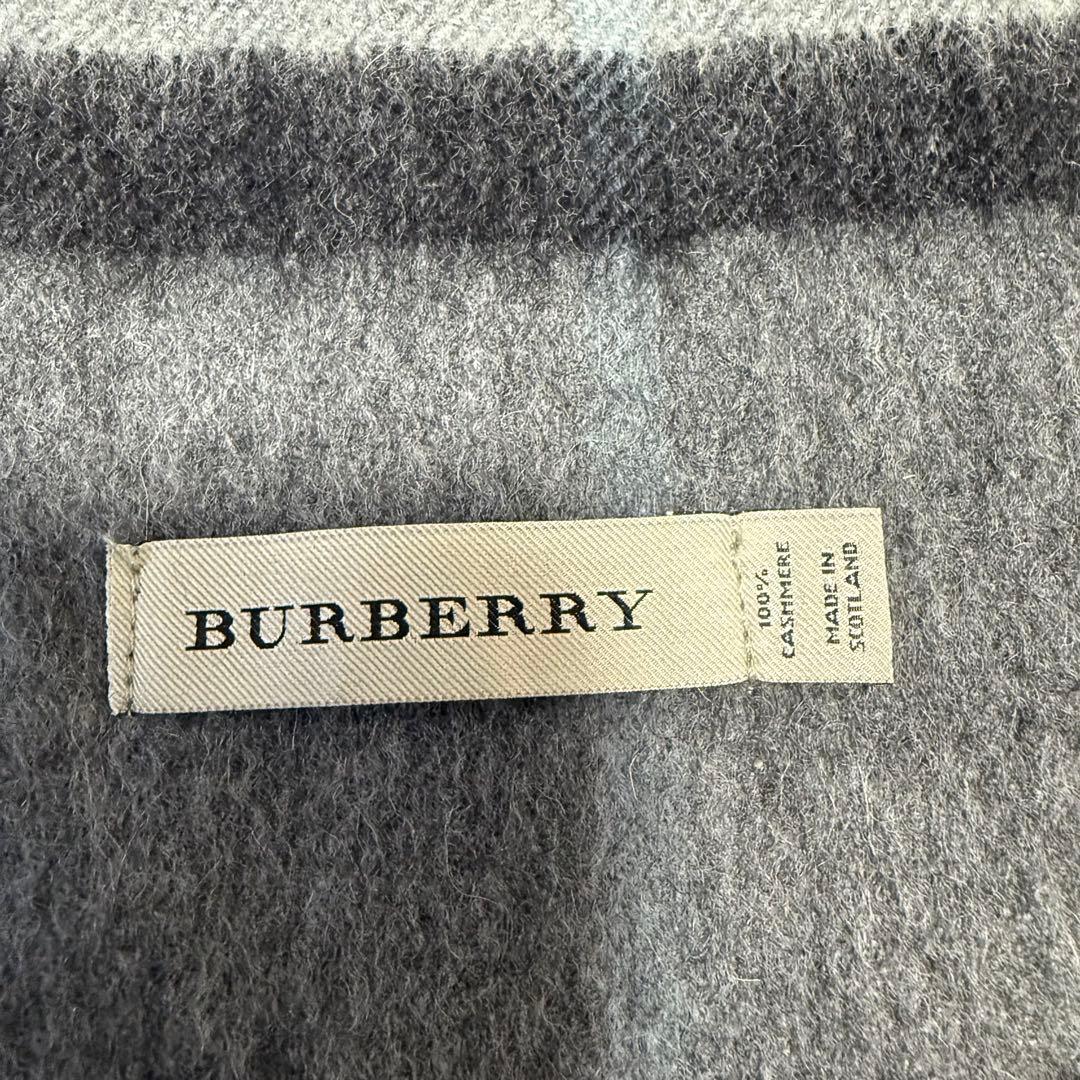 BURBERRY
100%
CASHMERE
MADE IN
SCOTLAND